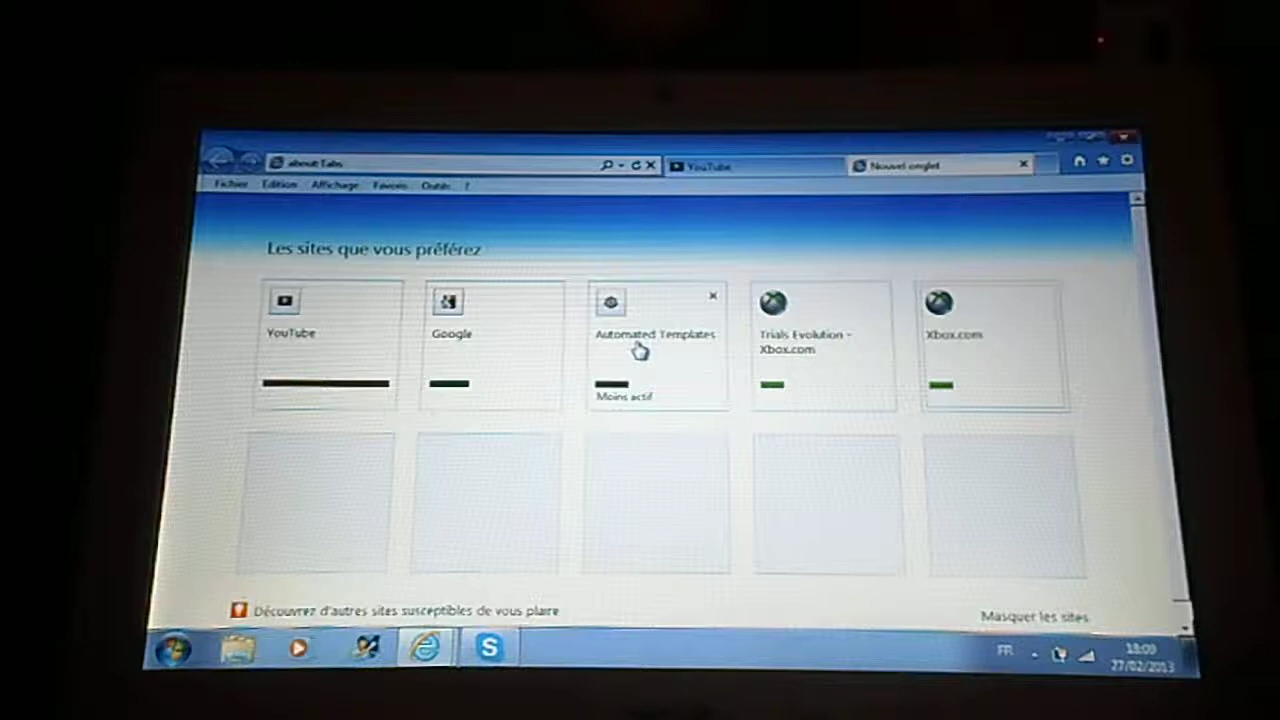 about:Tabs
YouTube
Nouvel onglet
Fichier Edition Affichage Favoris Outils ?
Les sites que vous préférez
YouTube
Google
Automated Templates
Moins actif
Trials Evolution -
Xbox.com
Xbox.com
Découvrez d'autres sites susceptibles de vous plaire
Masquer les sites
FR
18:09
27/02/2013